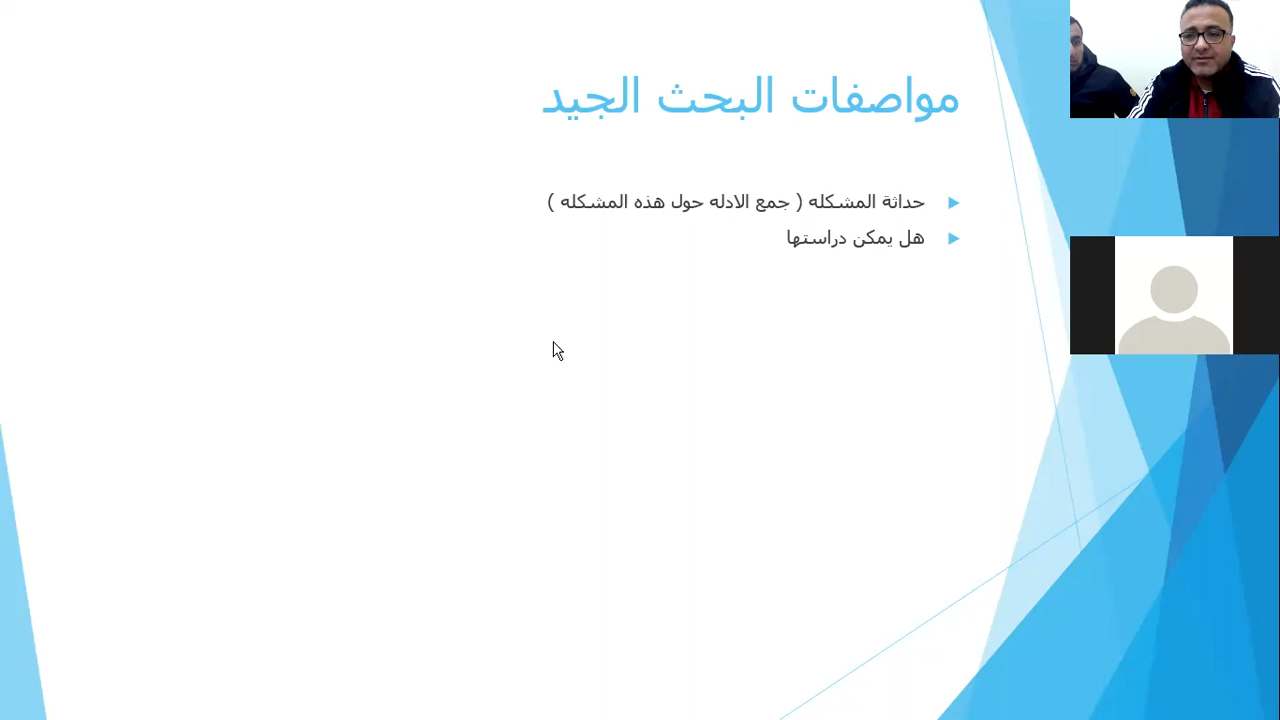 مواصفات البحث الجيد
حداثة المشكله ( جمع الادله حول هذه المشكله )
هل يمكن دراستها